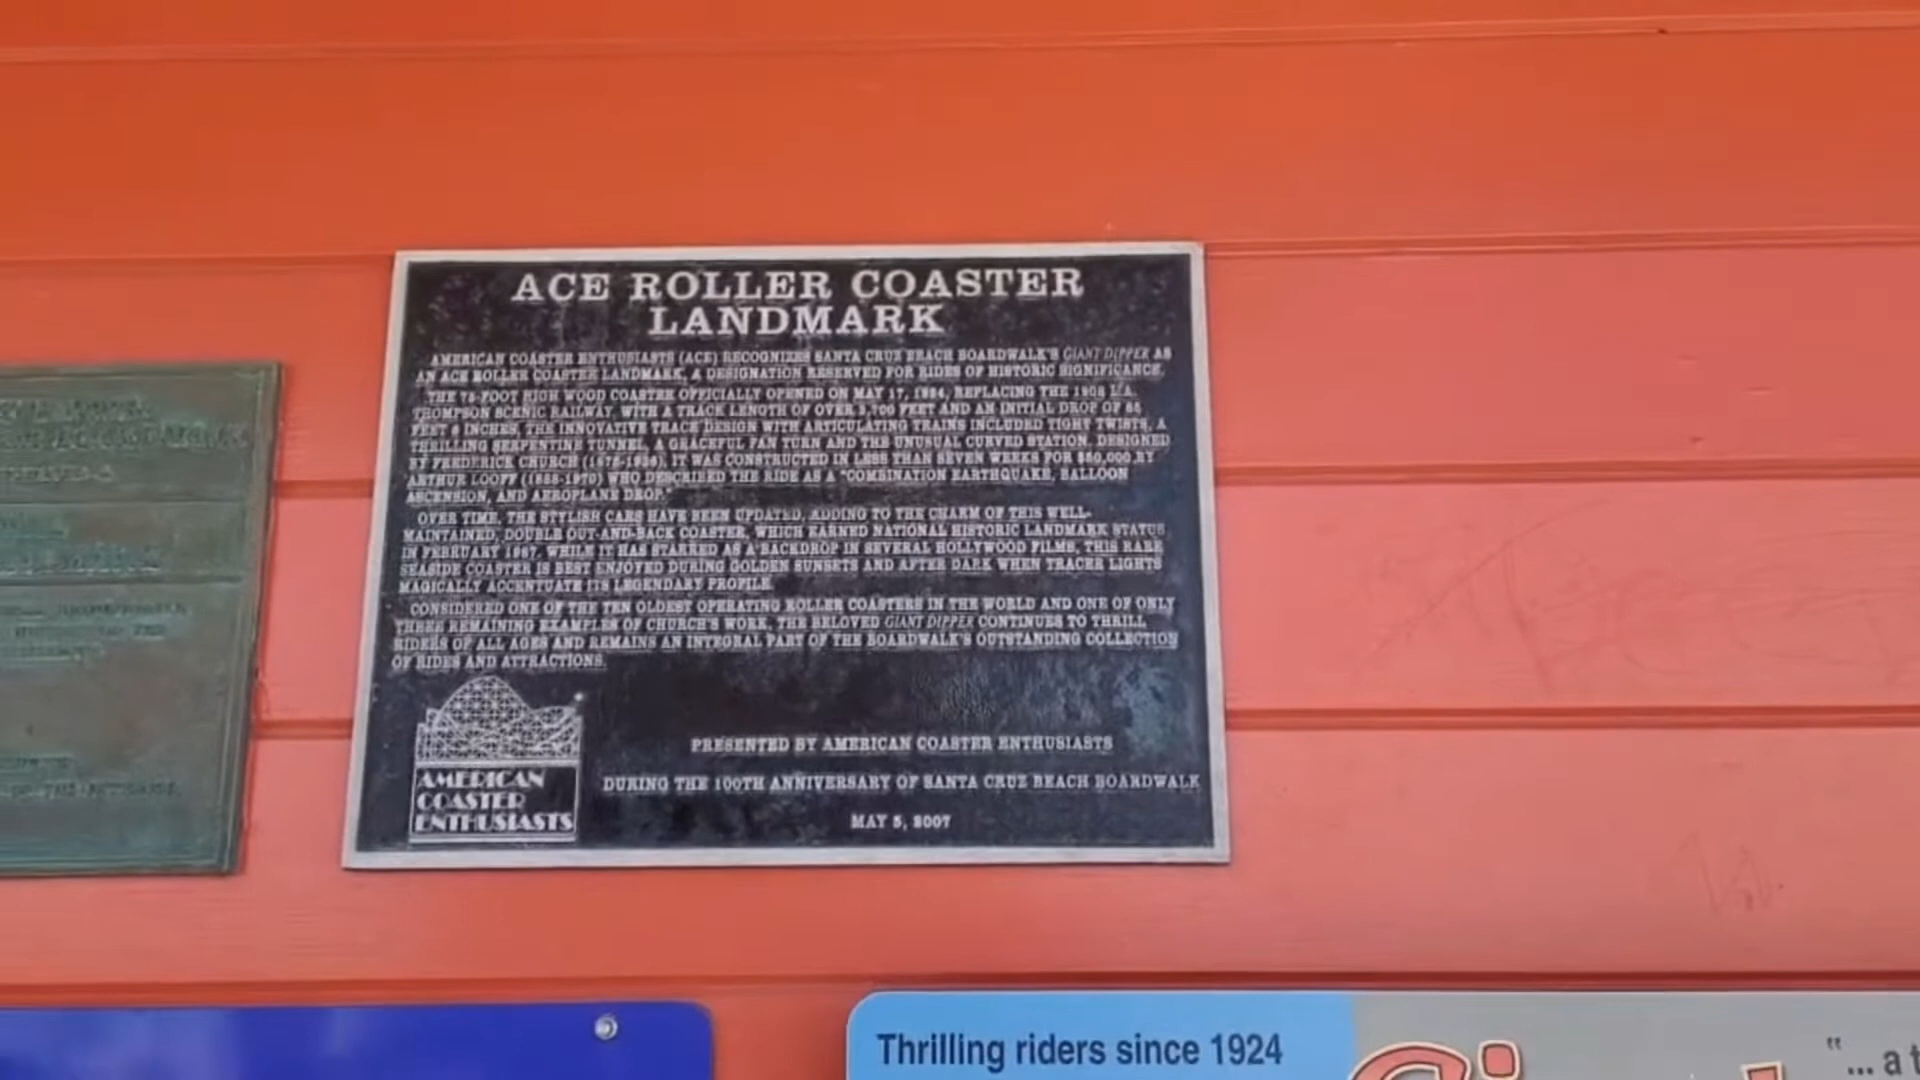 ACE ROLLER COASTER
LANDMARK
AMERICAN COASTER ENTHUSIASTS (ACE) RECOGNIZES SANTA CRUZ BEACH BOARDWALK'S GIANT DIPPER AS
AN ACE ROLLER COASTER LANDMARK, A DESIGNATION RESERVED FOR RIDES OF HISTORIC SIGNIFICANCE.
THE 75-FOOT HIGH WOOD COASTER OFFICIALLY OPENED ON MAY 17, 1924, REPLACING THE 1908 L.A.
THOMPSON SCENIC RAILWAY. WITH A TRACK LENGTH OF OVER FEET AND AN INITIAL DROP OF
FEET INCHES, THE INNOVATIVE TRACK DESIGN WITH ARTICULATING TRAINS INCLUDED TIGHT TWISTS, A
THRILLING SERPENTINE TUNNEL, A GRACEFUL FAN TURN AND THE UNUSUAL CURVED STATION. DESIGNED
BY FREDERICK CHURCH IT WAS CONSTRUCTED IN LESS THAN SEVEN WEEKS FOR $50,000 BY
ARTHUR LOOFF WHO DESCRIBED THE RIDE AS A "COMBINATION EARTHQUAKE, BALLOON
ASCENSION, AND AEROPLANE DROP."
OVER TIME, THE STYLISH CARS HAVE BEEN UPDATED, ADDING TO THE CHARM OF THIS WELL-
MAINTAINED, DOUBLE OUT-AND-BACK COASTER, WHICH EARNED NATIONAL HISTORIC LANDMARK STATUS
IN FEBRUARY 1987. WHILE IT HAS STARRED AS A BACKDROP IN SEVERAL HOLLYWOOD FILMS, THIS RARE
SEASIDE COASTER IS BEST ENJOYED DURING GOLDEN SUNSETS AND AFTER DARK WHEN TRACER LIGHTS
MAGICALLY ACCENTUATE ITS LEGENDARY PROFILE.
CONSIDERED ONE OF THE TEN OLDEST OPERATING ROLLER COASTERS IN THE WORLD AND ONE OF ONLY
THREE REMAINING EXAMPLES OF CHURCH'S WORK, THE BELOVED GIANT DIPPER CONTINUES TO THRILL
RIDERS OF ALL AGES AND REMAINS AN INTEGRAL PART OF THE BOARDWALK'S OUTSTANDING COLLECTION
OF RIDES AND ATTRACTIONS.
PRESENTED BY AMERICAN COASTER ENTHUSIASTS
DURING THE 100TH ANNIVERSARY OF SANTA CRUZ BEACH BOARDWALK
MAY 5, 2007
AMERICAN
COASTER
ENTHUSIASTS
Thrilling riders since 1924
"... a t